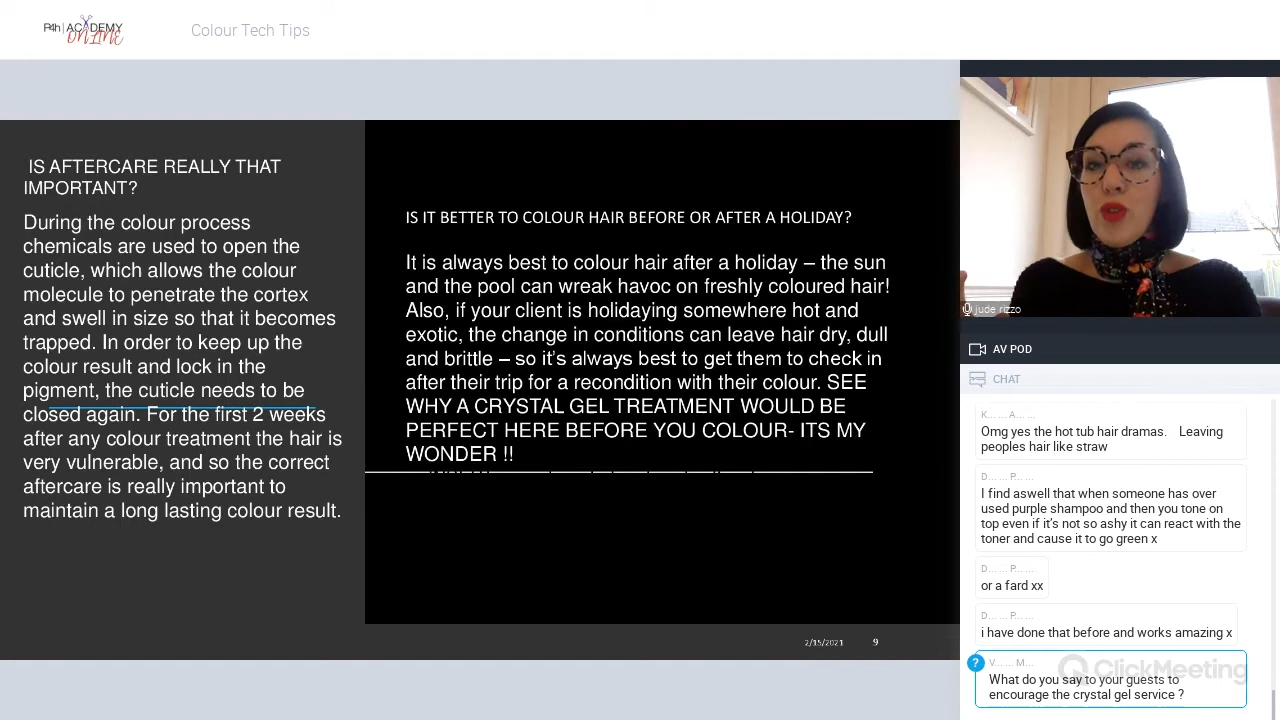 P4h | ACADEMY
ONLINE
Colour Tech Tips
IS AFTERCARE REALLY THAT
IMPORTANT?
During the colour process
chemicals are used to open the
cuticle, which allows the colour
molecule to penetrate the cortex
and swell in size so that it becomes
trapped. In order to keep up the
colour result and lock in the
pigment, the cuticle needs to be
closed again. For the first 2 weeks
after any colour treatment the hair is
very vulnerable, and so the correct
aftercare is really important to
maintain a long lasting colour result.
IS IT BETTER TO COLOUR HAIR BEFORE OR AFTER A HOLIDAY?
It is always best to colour hair after a holiday – the sun
and the pool can wreak havoc on freshly coloured hair!
Also, if your client is holidaying somewhere hot and
exotic, the change in conditions can leave hair dry, dull
and brittle – so it's always best to get them to check in
after their trip for a recondition with their colour. SEE
WHY A CRYSTAL GEL TREATMENT WOULD BE
PERFECT HERE BEFORE YOU COLOUR- ITS MY
WONDER !!
2/15/2021 9
jude rizzo
AV POD
CHAT
K... ... A... ...
Omg yes the hot tub hair dramas. Leaving
peoples hair like straw
D... ... P... ...
I find aswell that when someone has over
used purple shampoo and then you tone on
top even if it's not so ashy it can react with the
toner and cause it to go green x
D... ... P... ...
or a fard xx
D... ... P... ...
i have done that before and works amazing x
? V... ... M...
What do you say to your guests to
encourage the crystal gel service ?
ClickMeeting